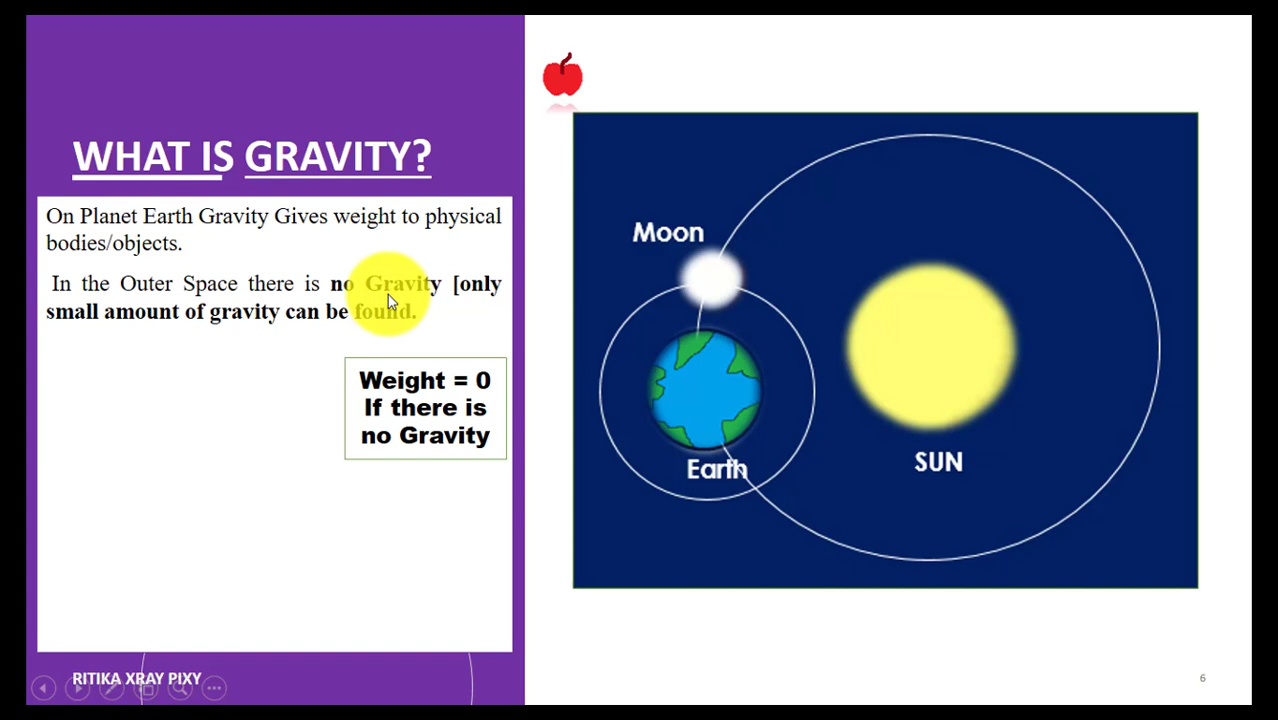 WHAT IS GRAVITY?
On Planet Earth Gravity Gives weight to physical
bodies/objects.
In the Outer Space there is no Gravity [only
small amount of gravity can be found.
Weight = 0
If there is
no Gravity
RITIKA XRAY PIXY
Moon
Earth
SUN
6